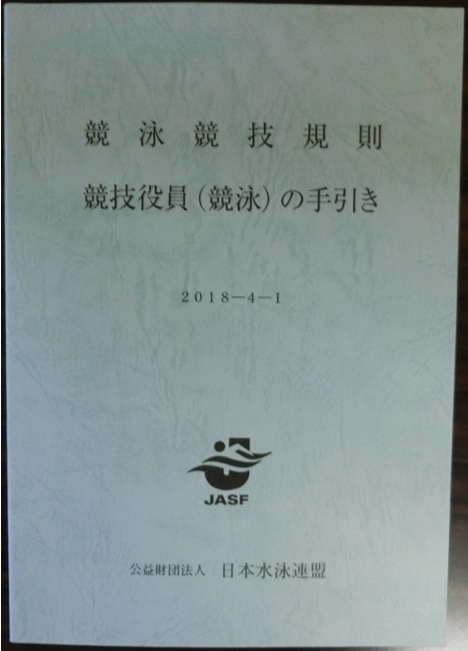 競泳競技規則
競技役員(競泳)の手引き
2018-4-1
JASF
公益財団法人 日本水泳連盟